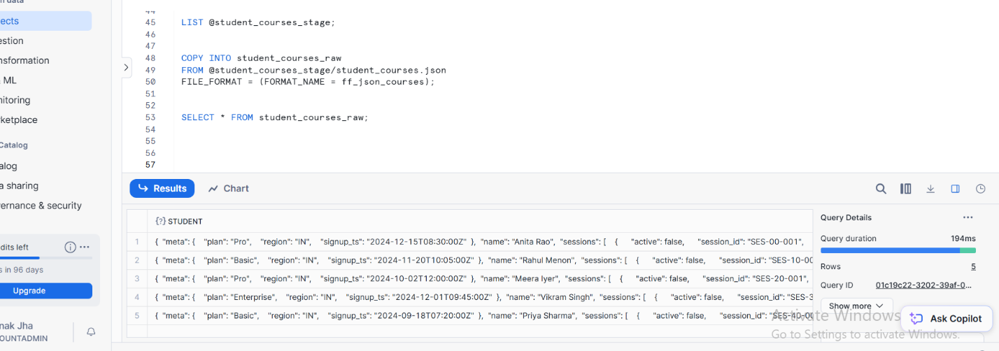 ects
estion
nsformation
ML
nitoring
ketplace
Catalog
alog
a sharing
ernance & security
dits left
s in 96 days
Upgrade
nak Jha
OUNTADMIN
44
45 LIST @student_courses_stage;
46
47
48 COPY INTO student_courses_raw
49 FROM @student_courses_stage/student_courses.json
50 FILE_FORMAT = (FORMAT_NAME = ff_json_courses);
51
52
53 SELECT * FROM student_courses_raw;
54
55
56
57
Results Chart
{?} STUDENT
1 { "meta": { "plan": "Pro", "region": "IN", "signup_ts": "2024-12-15T08:30:00Z" }, "name": "Anita Rao", "sessions": [ { "active": false, "session_id": "SES-00-001",
2 { "meta": { "plan": "Basic", "region": "IN", "signup_ts": "2024-11-20T10:05:00Z" }, "name": "Rahul Menon", "sessions": [ { "active": false, "session_id": "SES-10-00
3 { "meta": { "plan": "Pro", "region": "IN", "signup_ts": "2024-10-02T12:00:00Z" }, "name": "Meera Iyer", "sessions": [ { "active": false, "session_id": "SES-20-001",
4 { "meta": { "plan": "Enterprise", "region": "IN", "signup_ts": "2024-12-01T09:45:00Z" }, "name": "Vikram Singh", "sessions": [ { "active": false, "session_id": "SES-3
5 { "meta": { "plan": "Basic", "region": "IN", "signup_ts": "2024-09-18T07:20:00Z" }, "name": "Priya Sharma", "sessions": [ { "active": false, "session_id": "SES-40-00
Query Details
Query duration 194ms
Rows 5
Query ID 01c19c22-3202-39af-0...
Show more
Ask Copilot
Activate Windows
Go to Settings to activate Windows.